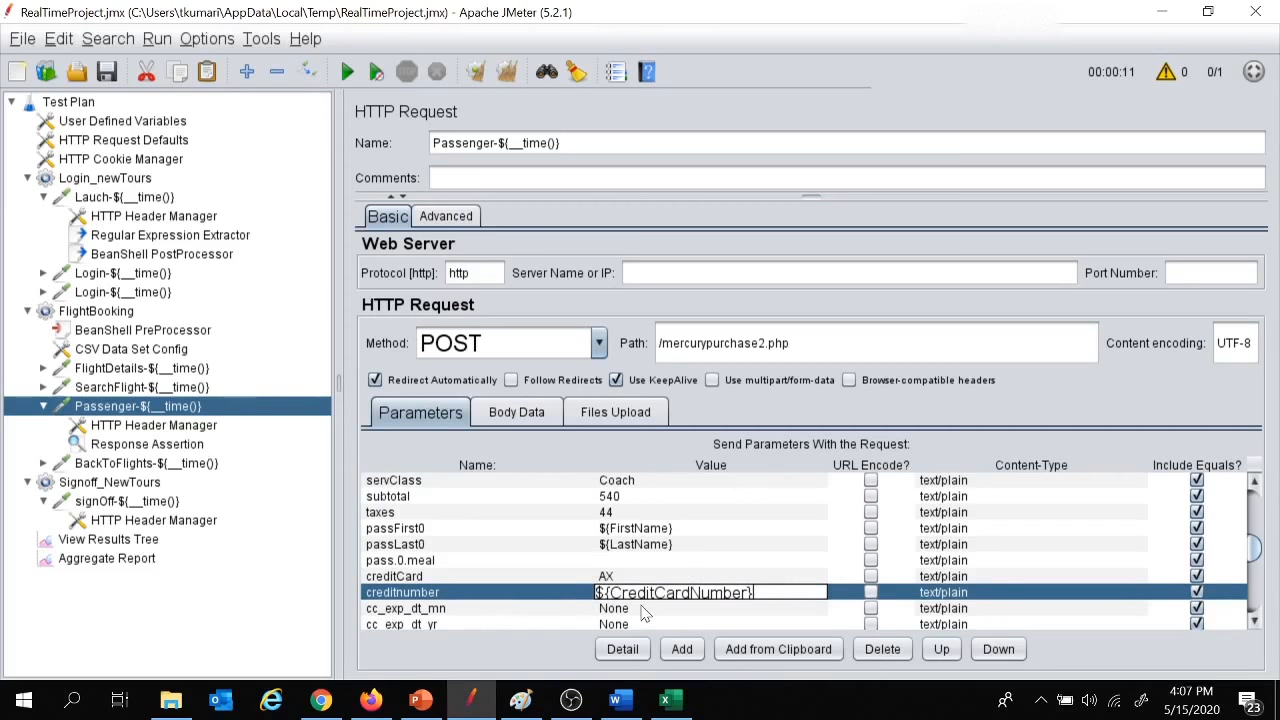 RealTimeProject.jmx (C:\Users\tkumari\AppData\Local\Temp\RealTimeProject.jmx) - Apache JMeter (5.2.1)
File Edit Search Run Options Tools Help
00:00:11 0 0/1
Test Plan
User Defined Variables
HTTP Request Defaults
HTTP Cookie Manager
Login_newTours
Lauch-${__time()}
HTTP Header Manager
Regular Expression Extractor
BeanShell PostProcessor
Login-${__time()}
Login-${__time()}
FlightBooking
BeanShell PreProcessor
CSV Data Set Config
FlightDetails-${__time()}
SearchFlight-${__time()}
Passenger-${__time()}
HTTP Header Manager
Response Assertion
BackToFlights-${__time()}
Signoff_NewTours
signOff-${__time()}
HTTP Header Manager
View Results Tree
Aggregate Report
HTTP Request
Name: Passenger-${__time()}
Comments:
Basic Advanced
Web Server
Protocol [http]: http Server Name or IP: Port Number:
HTTP Request
Method: POST Path: /mercurypurchase2.php Content encoding: UTF-8
Redirect Automatically Follow Redirects Use KeepAlive Use multipart/form-data Browser-compatible headers
Parameters Body Data Files Upload
Send Parameters With the Request:
Name: Value URL Encode? Content-Type Include Equals?
servClass Coach text/plain
subtotal 540 text/plain
taxes 44 text/plain
passFirst0 ${FirstName} text/plain
passLast0 ${LastName} text/plain
pass.0.meal text/plain
creditCard AX text/plain
creditnumber ${CreditCardNumber} text/plain
cc_exp_dt_mn None text/plain
cc_exp_dt_yr None text/plain
Detail Add Add from Clipboard Delete Up Down
4:07 PM
5/15/2020
23